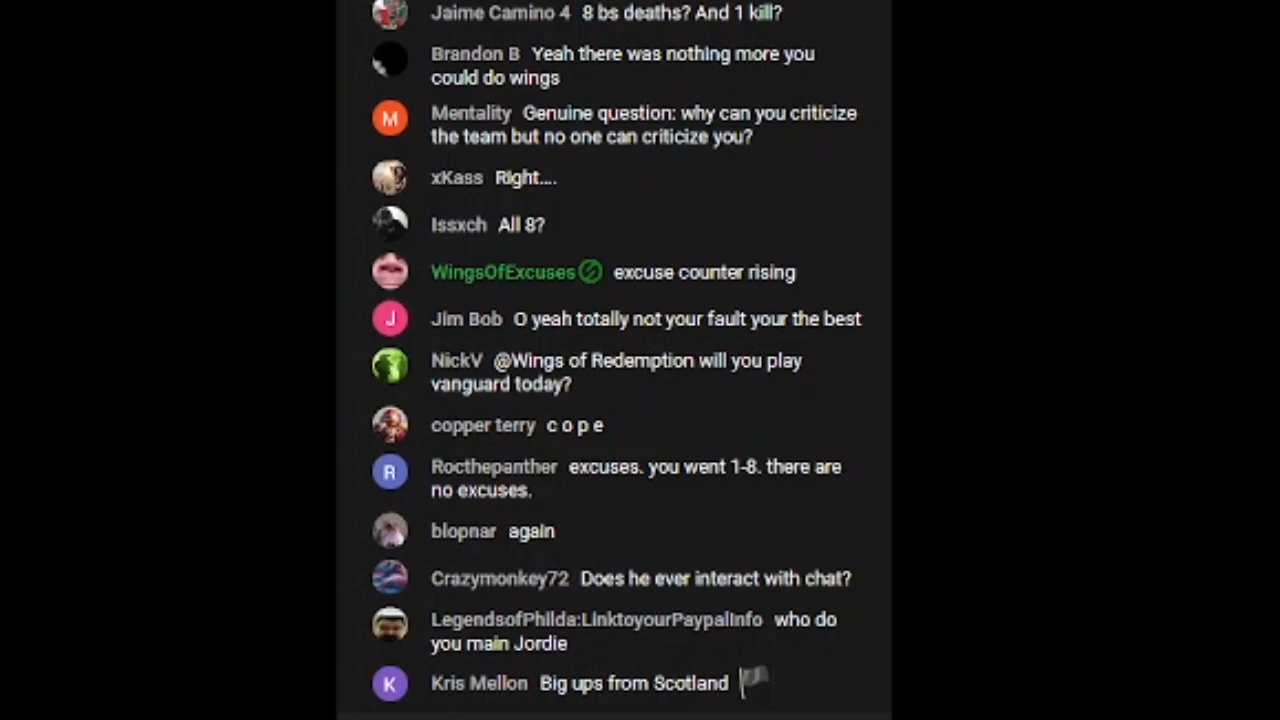 Jaime Camino 4 8 bs deaths? And 1 kill?
Brandon B Yeah there was nothing more you
could do wings
M Mentality Genuine question: why can you criticize
the team but no one can criticize you?
xKass Right....
Issxch All 8?
WingsOfExcuses excuse counter rising
J Jim Bob O yeah totally not your fault your the best
NickV @Wings of Redemption will you play
vanguard today?
copper terry c o p e
R Rocthepanther excuses. you went 1-8. there are
no excuses.
blopnar again
Crazymonkey72 Does he ever interact with chat?
LegendsofPhilda:LinktoyourPaypalInfo who do
you main Jordie
K Kris Mellon Big ups from Scotland